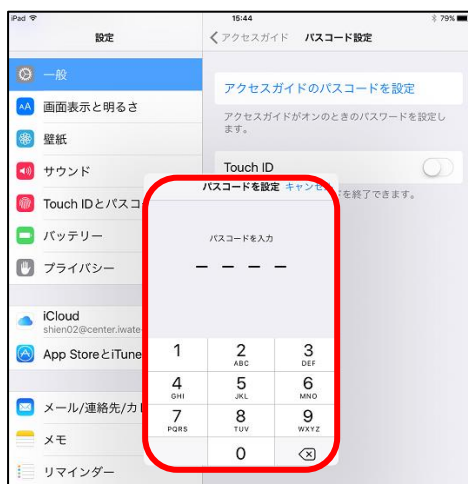 iPad 15:44 79%
設定
一般
画面表示と明るさ
壁紙
サウンド
Touch IDとパスコ
バッテリー
プライバシー
iCloud
shien02@center.iwate
App StoreとiTune
メール/連絡先/カ
メモ
リマインダー
アクセスガイド パスコード設定
アクセスガイドのパスコードを設定
アクセスガイドがオンのときのパスワードを設定し
ます。
Touch ID
を終了できます。
パスコードを設定 キャンセル
パスコードを入力
1 2 3
ABC DEF
4 5 6
GHI JKL MNO
7 8 9
PQRS TUV WXYZ
0